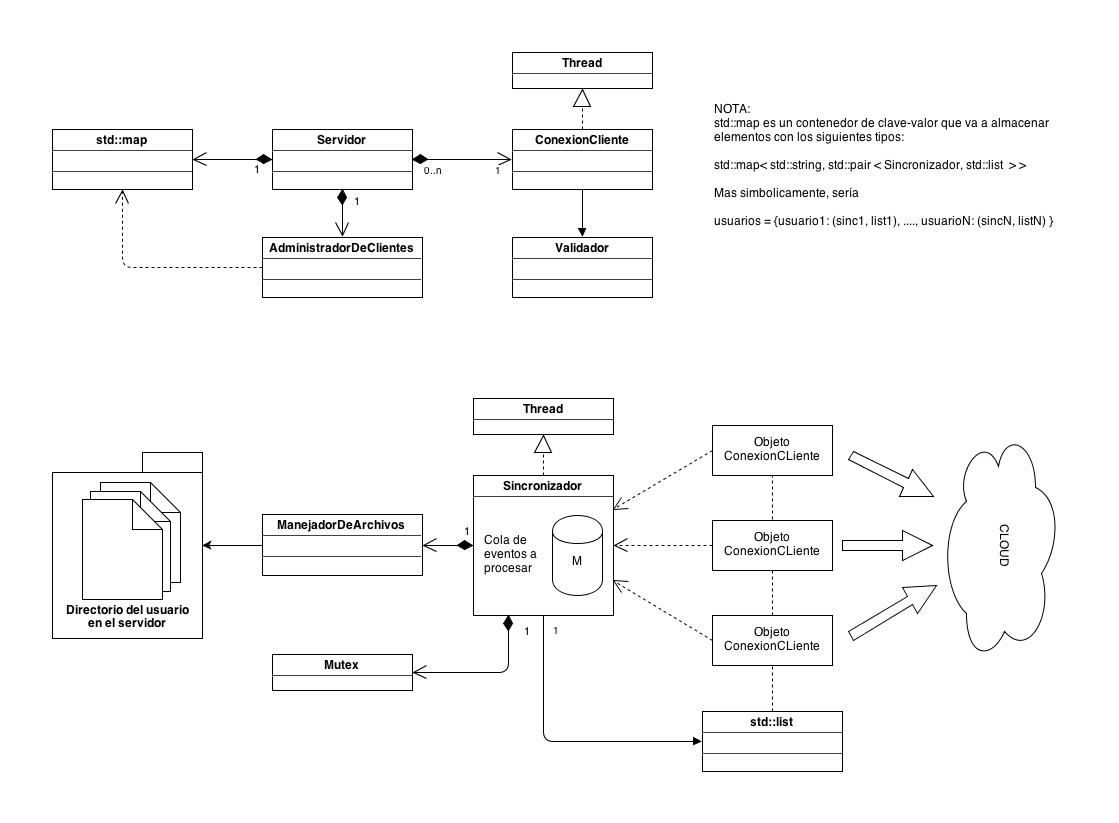 Thread
NOTA:
std::map es un contenedor de clave-valor que va a almacenar
elementos con los siguientes tipos:
std::map< std::string, std::pair < Sincronizador, std::list >>
Mas simbolicamente, sería
usuarios = {usuario1: (sinc1, list1), ...., usuarioN: (sincN, listN) }
std::map
Servidor
ConexionCliente
1
0..n
1
1
AdministradorDeClientes
Validador
Thread
Sincronizador
Cola de
eventos a
procesar
M
1
ManejadorDeArchivos
Directorio del usuario
en el servidor
1
1
Mutex
Objeto
ConexionCLiente
Objeto
ConexionCLiente
Objeto
ConexionCLiente
CLOUD
std::list